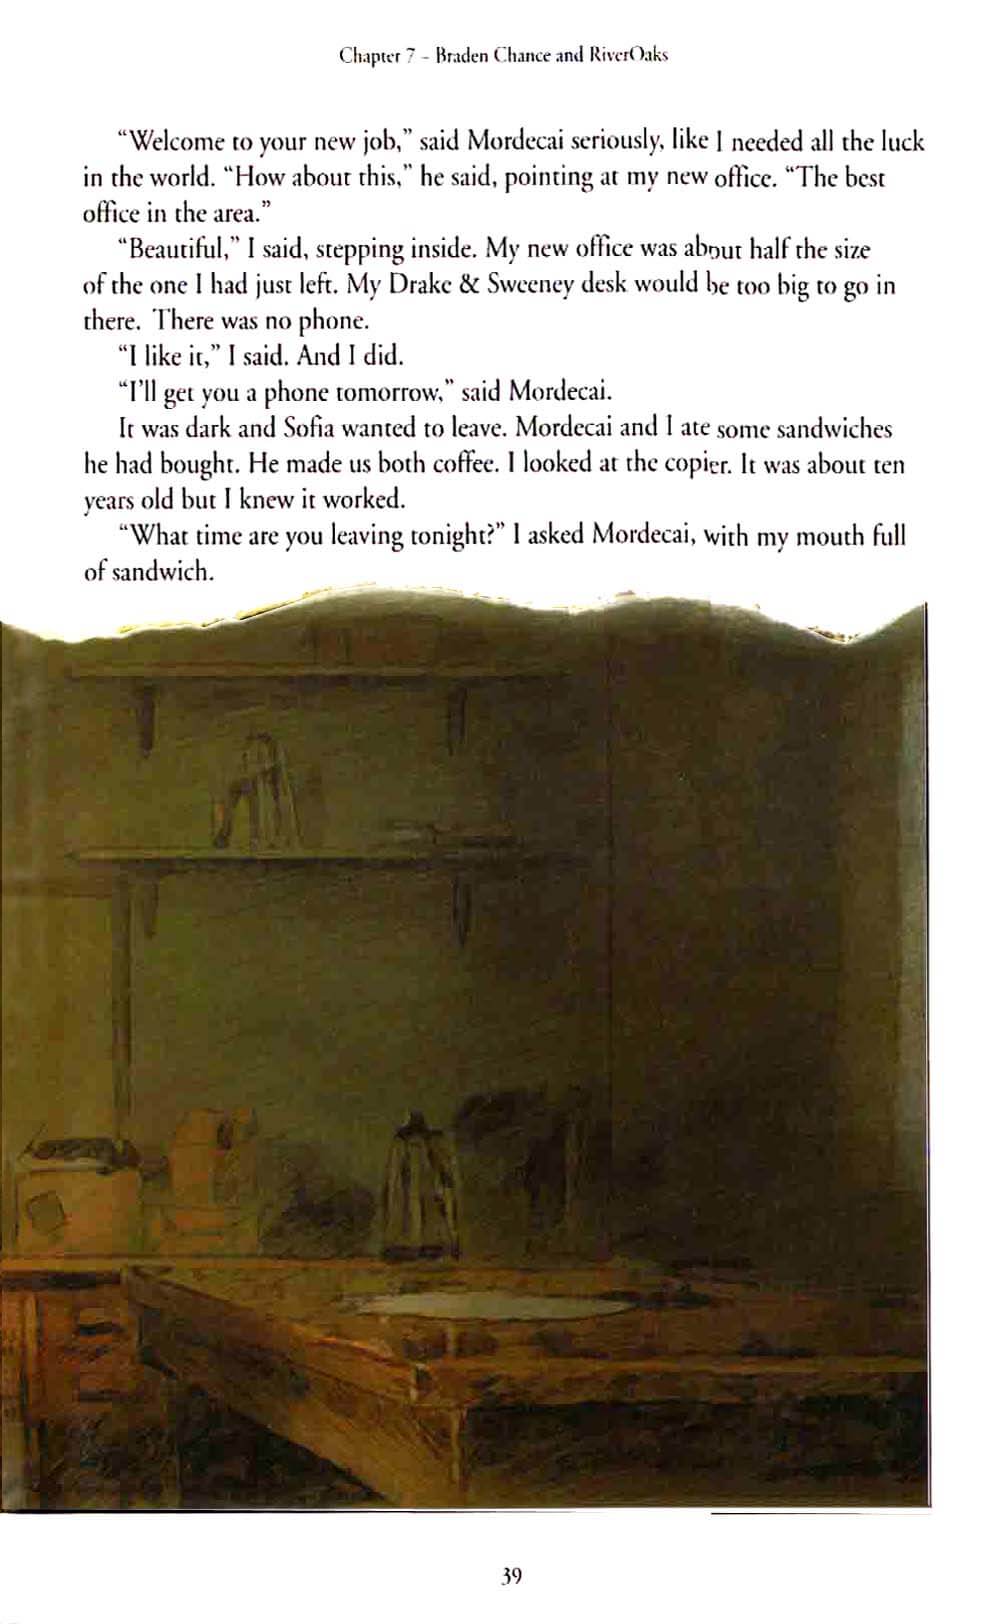 Chapter 7 – Braden Chance and RiverOaks
“Welcome to your new job,” said Mordecai seriously, like I needed all the luck
in the world. “How about this,” he said, pointing at my new office. “The best
office in the area.”
“Beautiful,” I said, stepping inside. My new office was about half the size
of the one I had just left. My Drake & Sweeney desk would be too big to go in
there. There was no phone.
“I like it,” I said. And I did.
“I’ll get you a phone tomorrow,” said Mordecai.
It was dark and Sofia wanted to leave. Mordecai and I ate some sandwiches
he had bought. He made us both coffee. I looked at the copier. It was about ten
years old but I knew it worked.
“What time are you leaving tonight?” I asked Mordecai, with my mouth full
of sandwich.
39